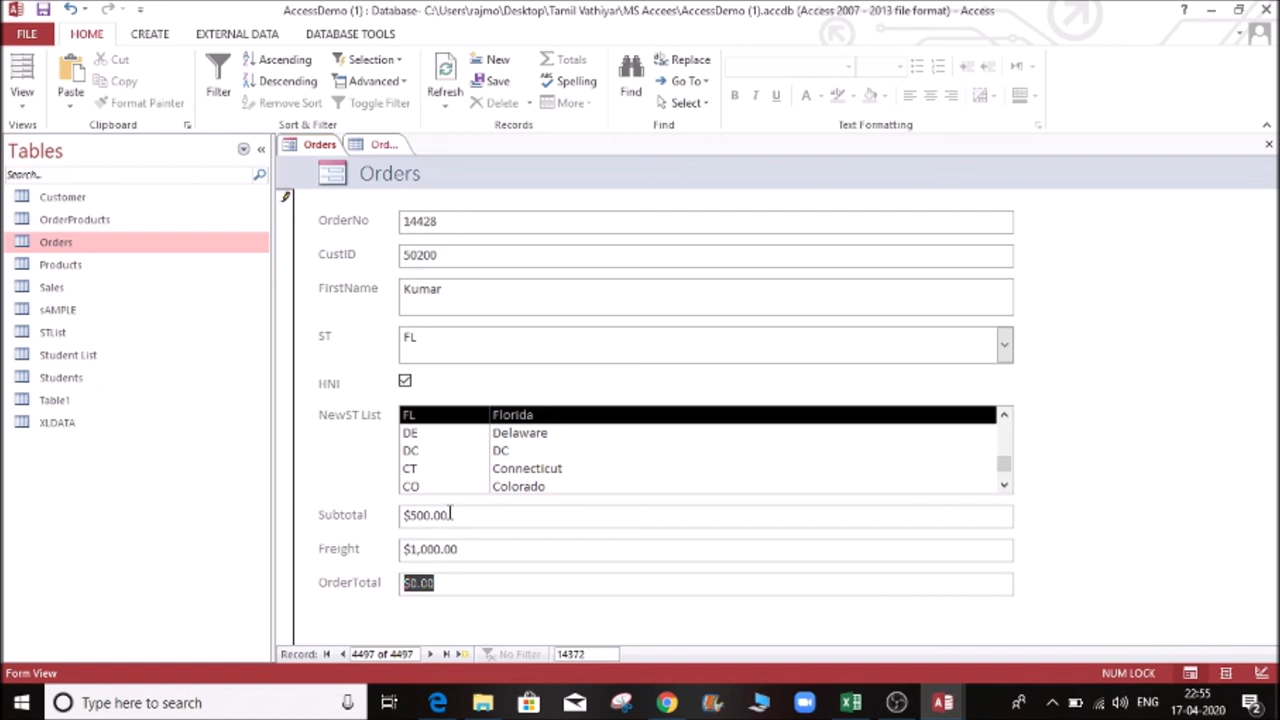 AccessDemo (1) : Database- C:\Users\rajmo\Desktop\Tamil Vathiyar\MS Accees\AccessDemo (1).accdb (Access 2007 - 2013 file format) - Access
FILE HOME CREATE EXTERNAL DATA DATABASE TOOLS
View
Views
Paste
Cut
Copy
Format Painter
Clipboard
Filter
Ascending
Descending
Remove Sort
Selection
Advanced
Toggle Filter
Sort & Filter
Refresh
New
Save
Delete
Totals
Spelling
More
Records
Find
Replace
Go To
Select
Find
B I U A
Text Formatting
Tables
Search...
Customer
OrderProducts
Orders
Products
Sales
sAMPLE
STList
Student List
Students
Table1
XLDATA
Orders Ord...
Orders
OrderNo 14428
CustID 50200
FirstName Kumar
ST FL
HNI
NewST List FL Florida
DE Delaware
DC DC
CT Connecticut
CO Colorado
Subtotal $500.00
Freight $1,000.00
OrderTotal $0.00
Record: 4497 of 4497 No Filter 14372
Form View NUM LOCK
Type here to search ENG 22:55
17-04-2020 2